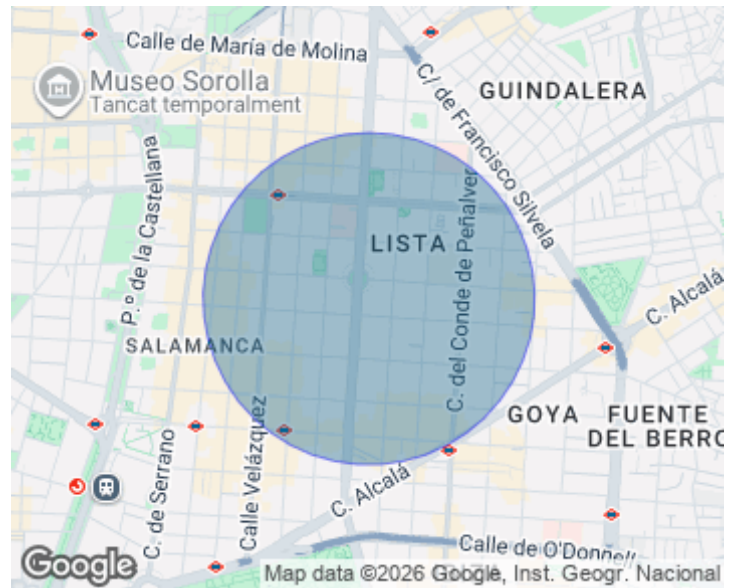 Calle de María de Molina
Museo Sorolla
Tancat temporalment
GUINDALERA
C/ de Francisco Silvela
P.º de la Castellana
LISTA
C. del Conde de Peñalver
C. Alcalá
SALAMANCA
Calle Velázquez
C. de Serrano
GOYA
FUENTE
DEL BERRO
C. Alcalá
Calle de O'Donnell
Google
Map data ©2026 Google, Inst. Geogr. Nacional